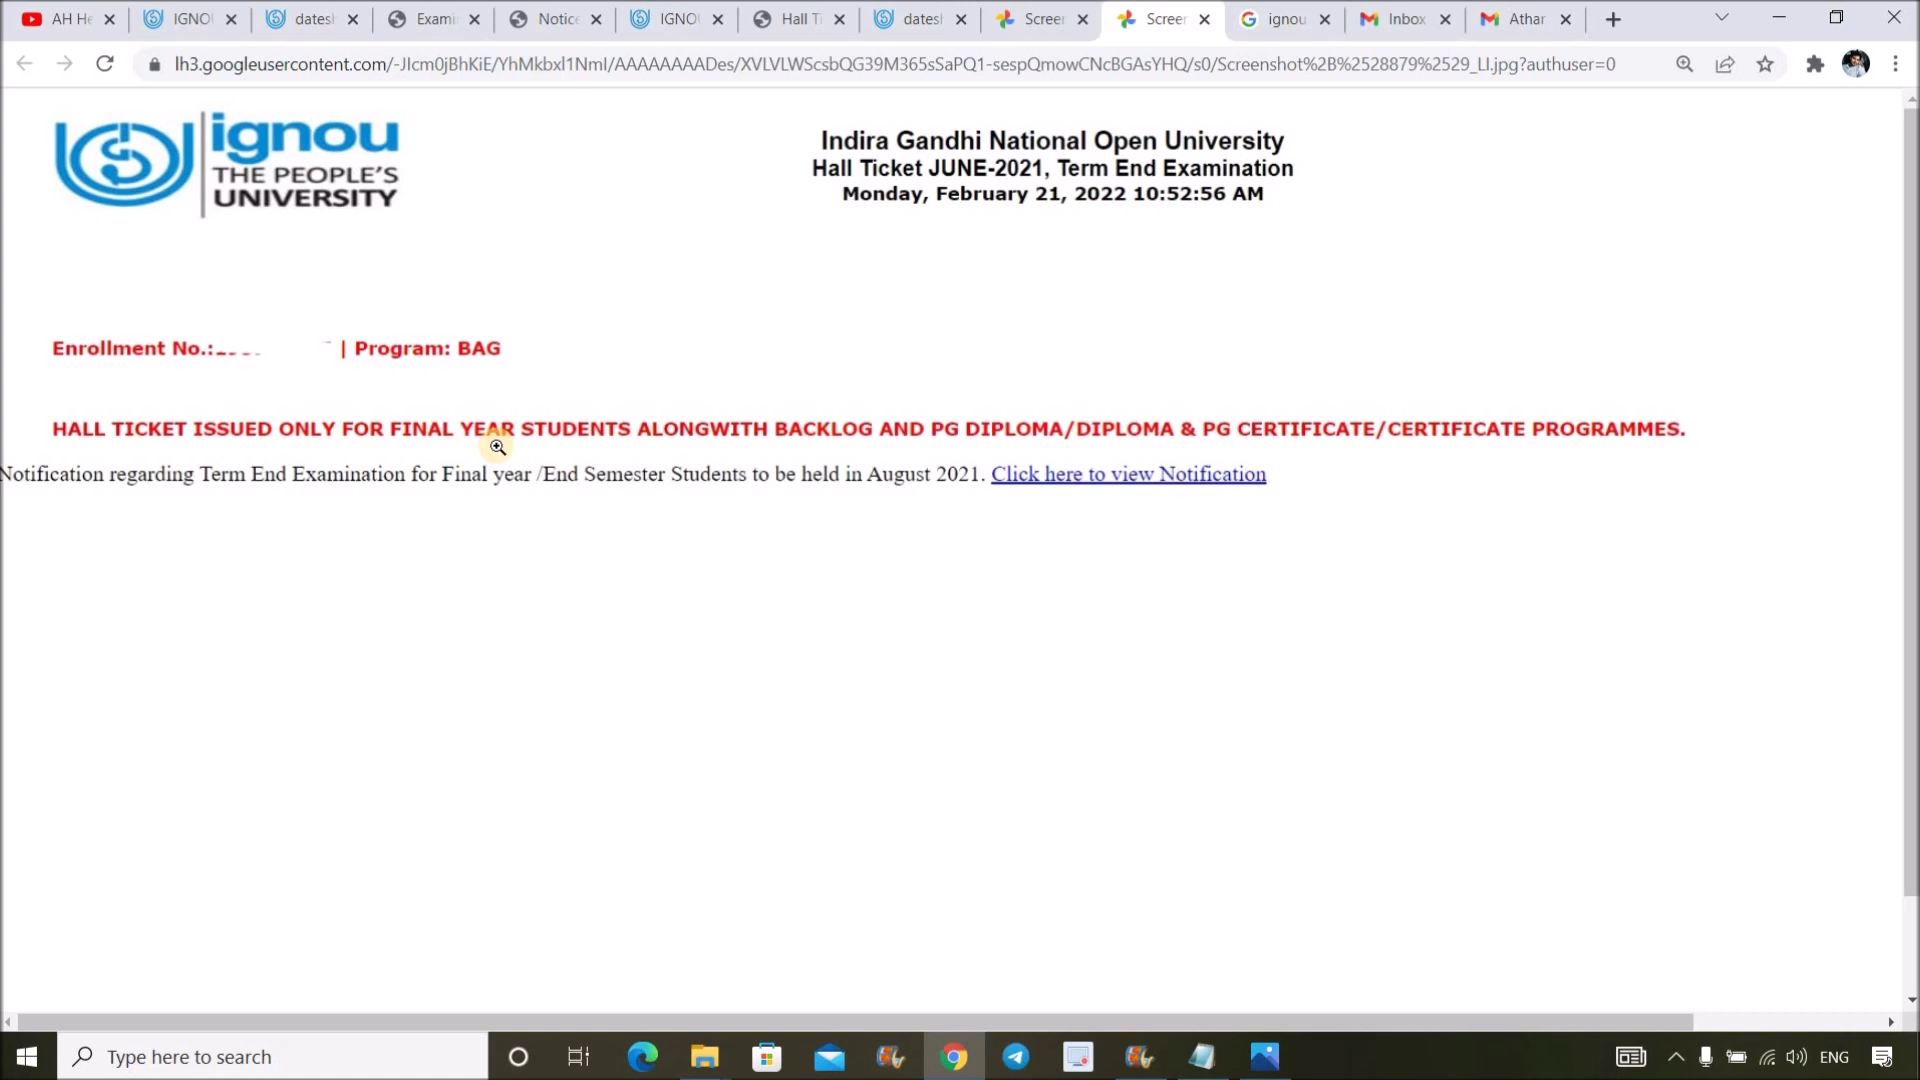 AH He
IGNO
dates
Exami
Notice
IGNO
Hall Ti
dates
Screen
Screen
ignou
Inbox
Athar
lh3.googleusercontent.com/-JIcm0jBhKiE/YhMkbxl1NmI/AAAAAAAADes/XVLVLWScsbQG39M365sSaPQ1-sespQmowCNcBGAsYHQ/s0/Screenshot%2B%2528879%2529_LI.jpg?authuser=0
ignou
THE PEOPLE'S
UNIVERSITY
Indira Gandhi National Open University
Hall Ticket JUNE-2021, Term End Examination
Monday, February 21, 2022 10:52:56 AM
Enrollment No.: | Program: BAG
HALL TICKET ISSUED ONLY FOR FINAL YEAR STUDENTS ALONGWITH BACKLOG AND PG DIPLOMA/DIPLOMA & PG CERTIFICATE/CERTIFICATE PROGRAMMES.
Notification regarding Term End Examination for Final year /End Semester Students to be held in August 2021. Click here to view Notification
Type here to search
ENG